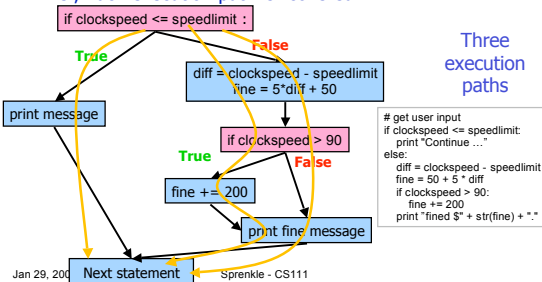 if clockspeed <= speedlimit :
True
False
Three
execution
paths
diff = clockspeed - speedlimit
fine = 5*diff + 50
print message
if clockspeed > 90
True
False
fine += 200
print fine message
Next statement
# get user input
if clockspeed <= speedlimit:
print "Continue …"
else:
diff = clockspeed - speedlimit
fine = 50 + 5 * diff
if clockspeed > 90:
fine += 200
print "fined $" + str(fine) + "."
Jan 29, 200
Sprenkle - CS111